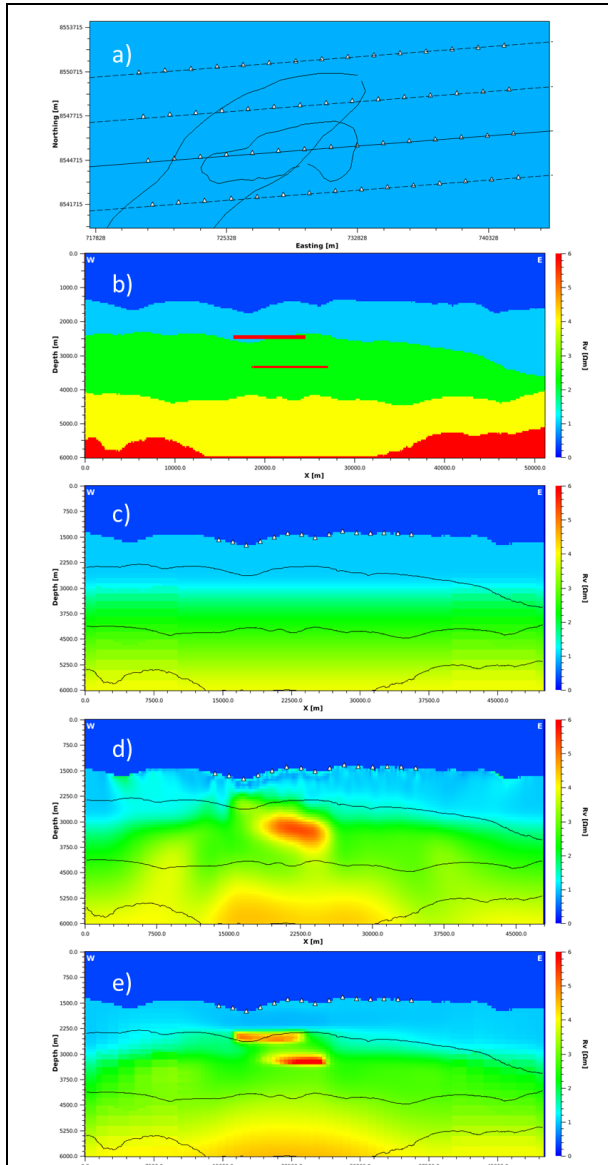 a)
Northing [m]
8553715
8550715
8547715
8544715
8541715
717828 725328 732828 740328
Easting [m]
b)
W E
Depth [m]
0.0
1000.0
2000.0
3000.0
4000.0
5000.0
6000.0
0.0 10000.0 20000.0 30000.0 40000.0 50000.0
X [m]
6
5
4
3
2
1
0
Rv [Ωm]
c)
W E
Depth [m]
0.0
750.0
1500.0
2250.0
3000.0
3750.0
4500.0
5250.0
6000.0
0.0 7500.0 15000.0 22500.0 30000.0 37500.0 45000.0
X [m]
6
5
4
3
2
1
0
Rv [Ωm]
d)
W E
Depth [m]
0.0
750.0
1500.0
2250.0
3000.0
3750.0
4500.0
5250.0
6000.0
0.0 7500.0 15000.0 22500.0 30000.0 37500.0 45000.0
X [m]
6
5
4
3
2
1
0
Rv [Ωm]
e)
W E
Depth [m]
0.0
750.0
1500.0
2250.0
3000.0
3750.0
4500.0
5250.0
6000.0
6
5
4
3
2
1
0
Rv [Ωm]